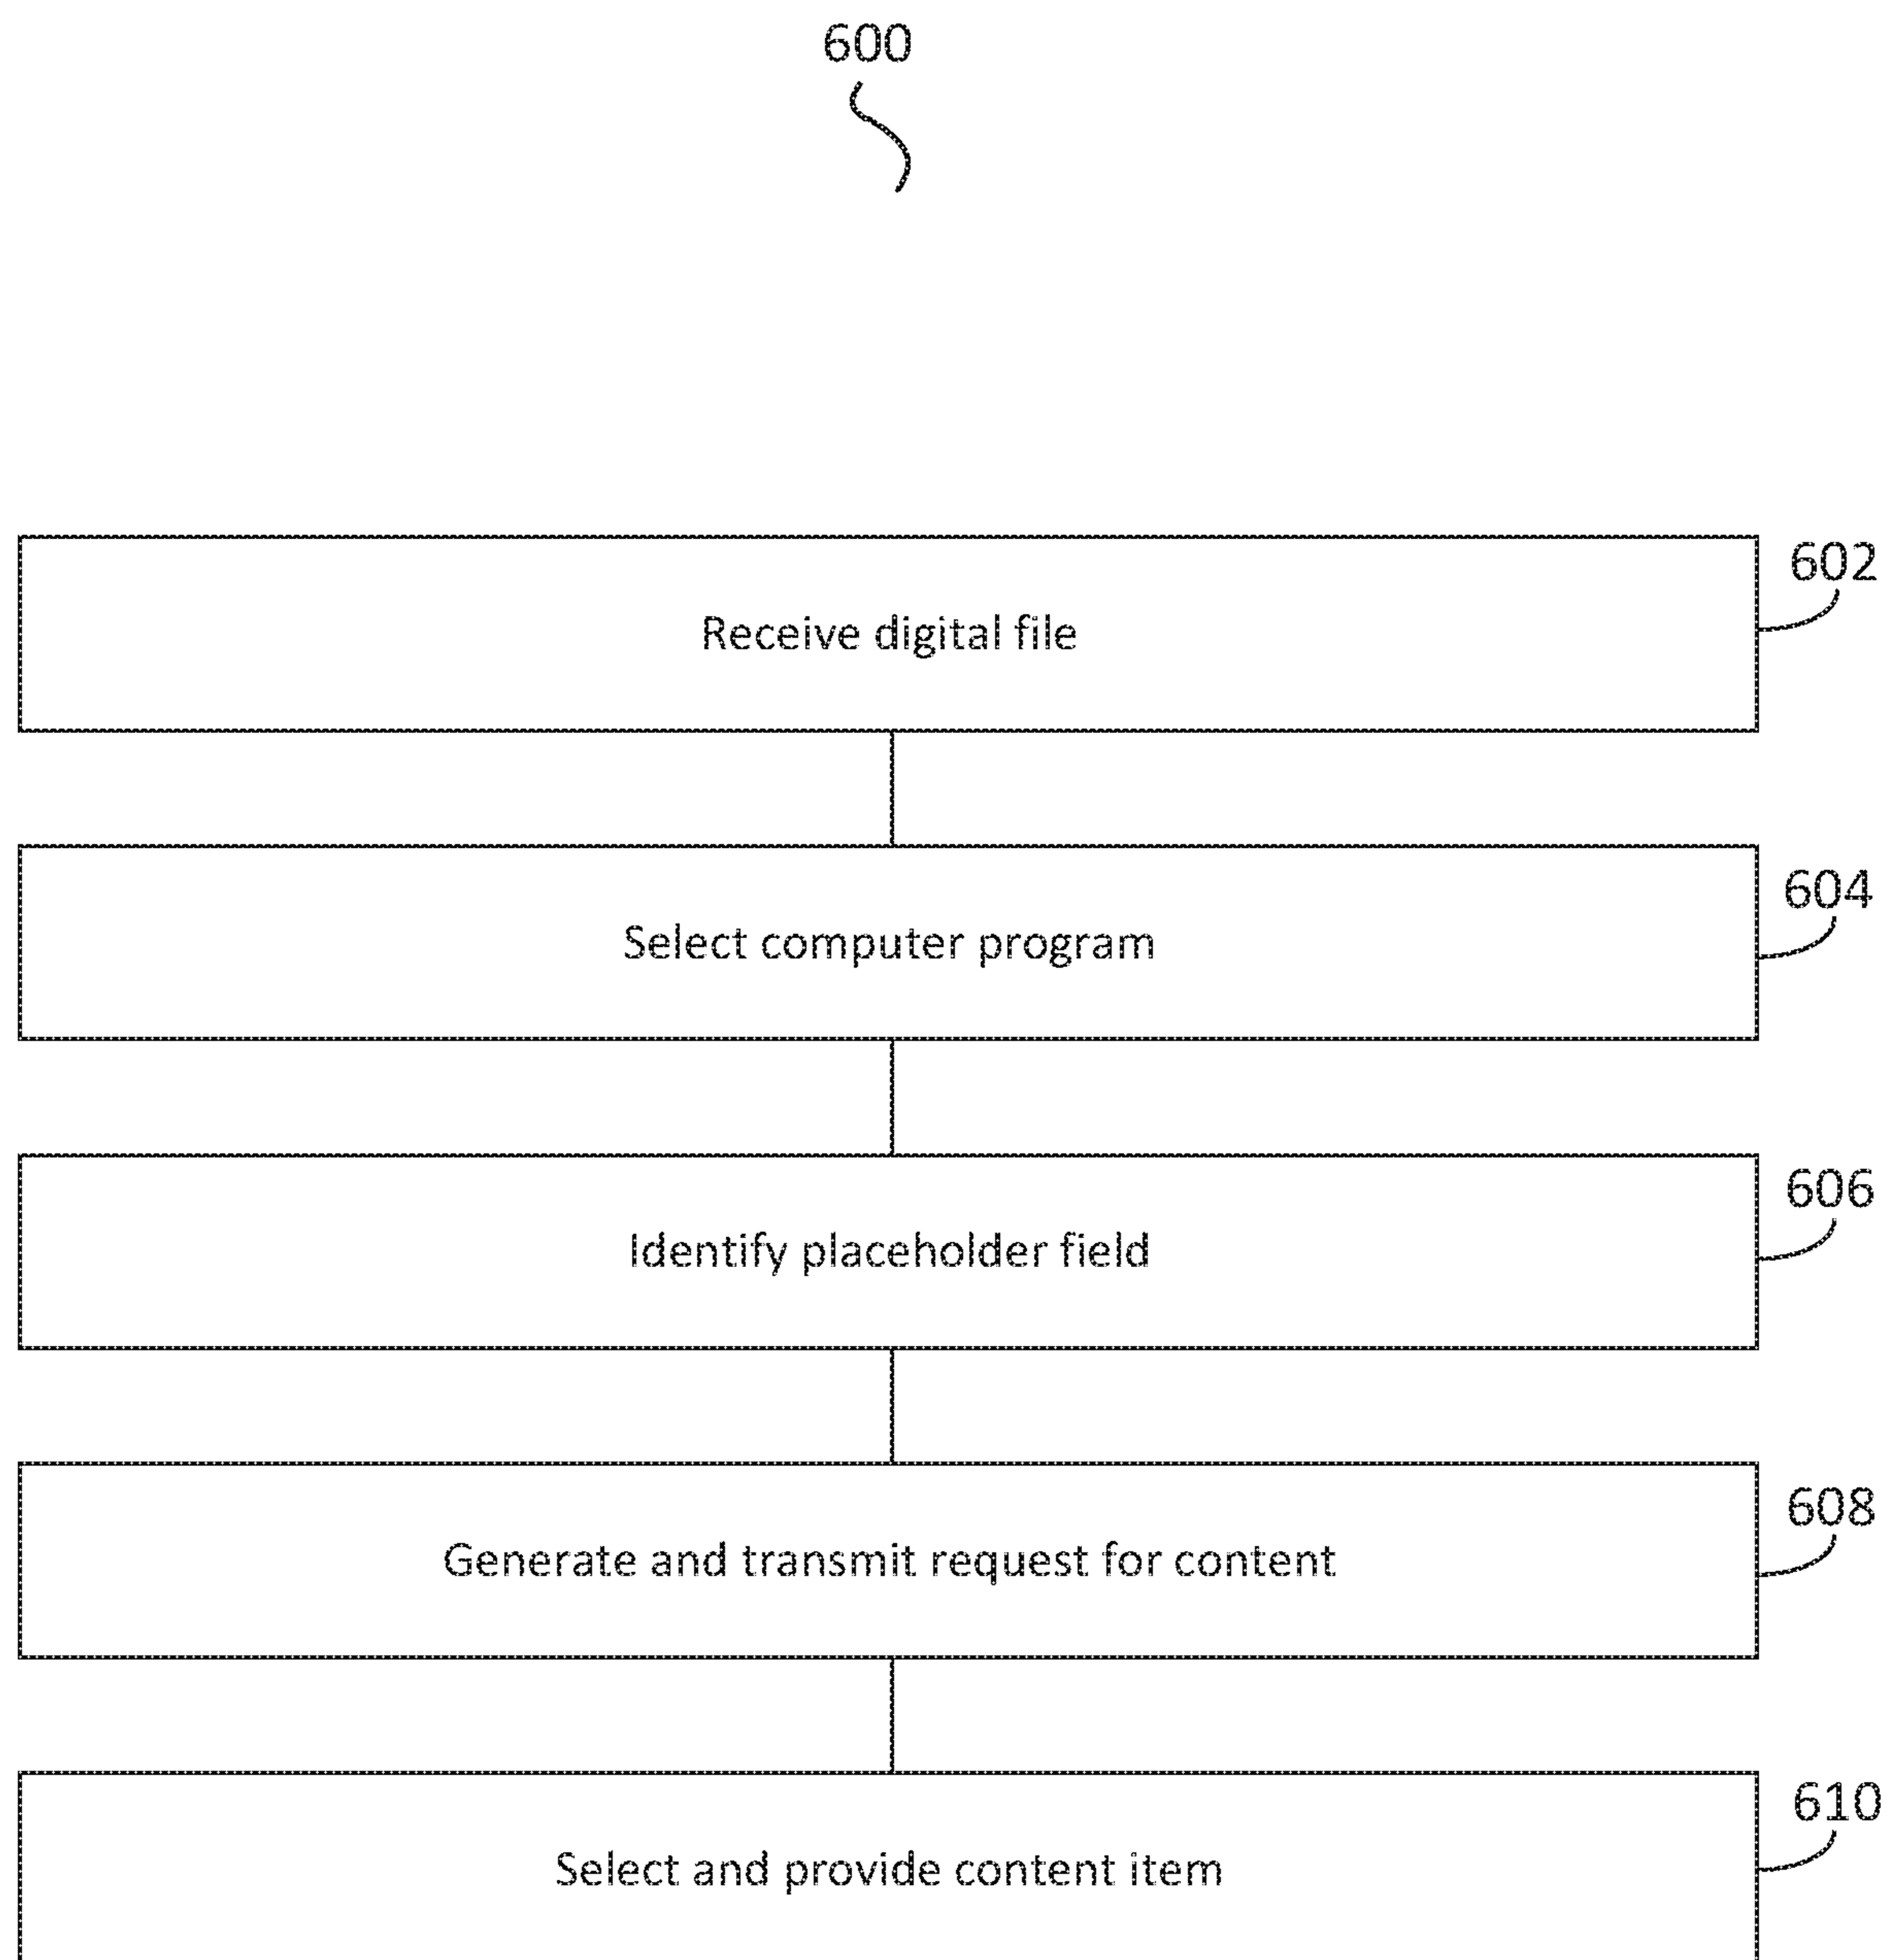 600
Receive digital file
602
Select computer program
604
Identify placeholder field
606
Generate and transmit request for content
608
Select and provide content item
610